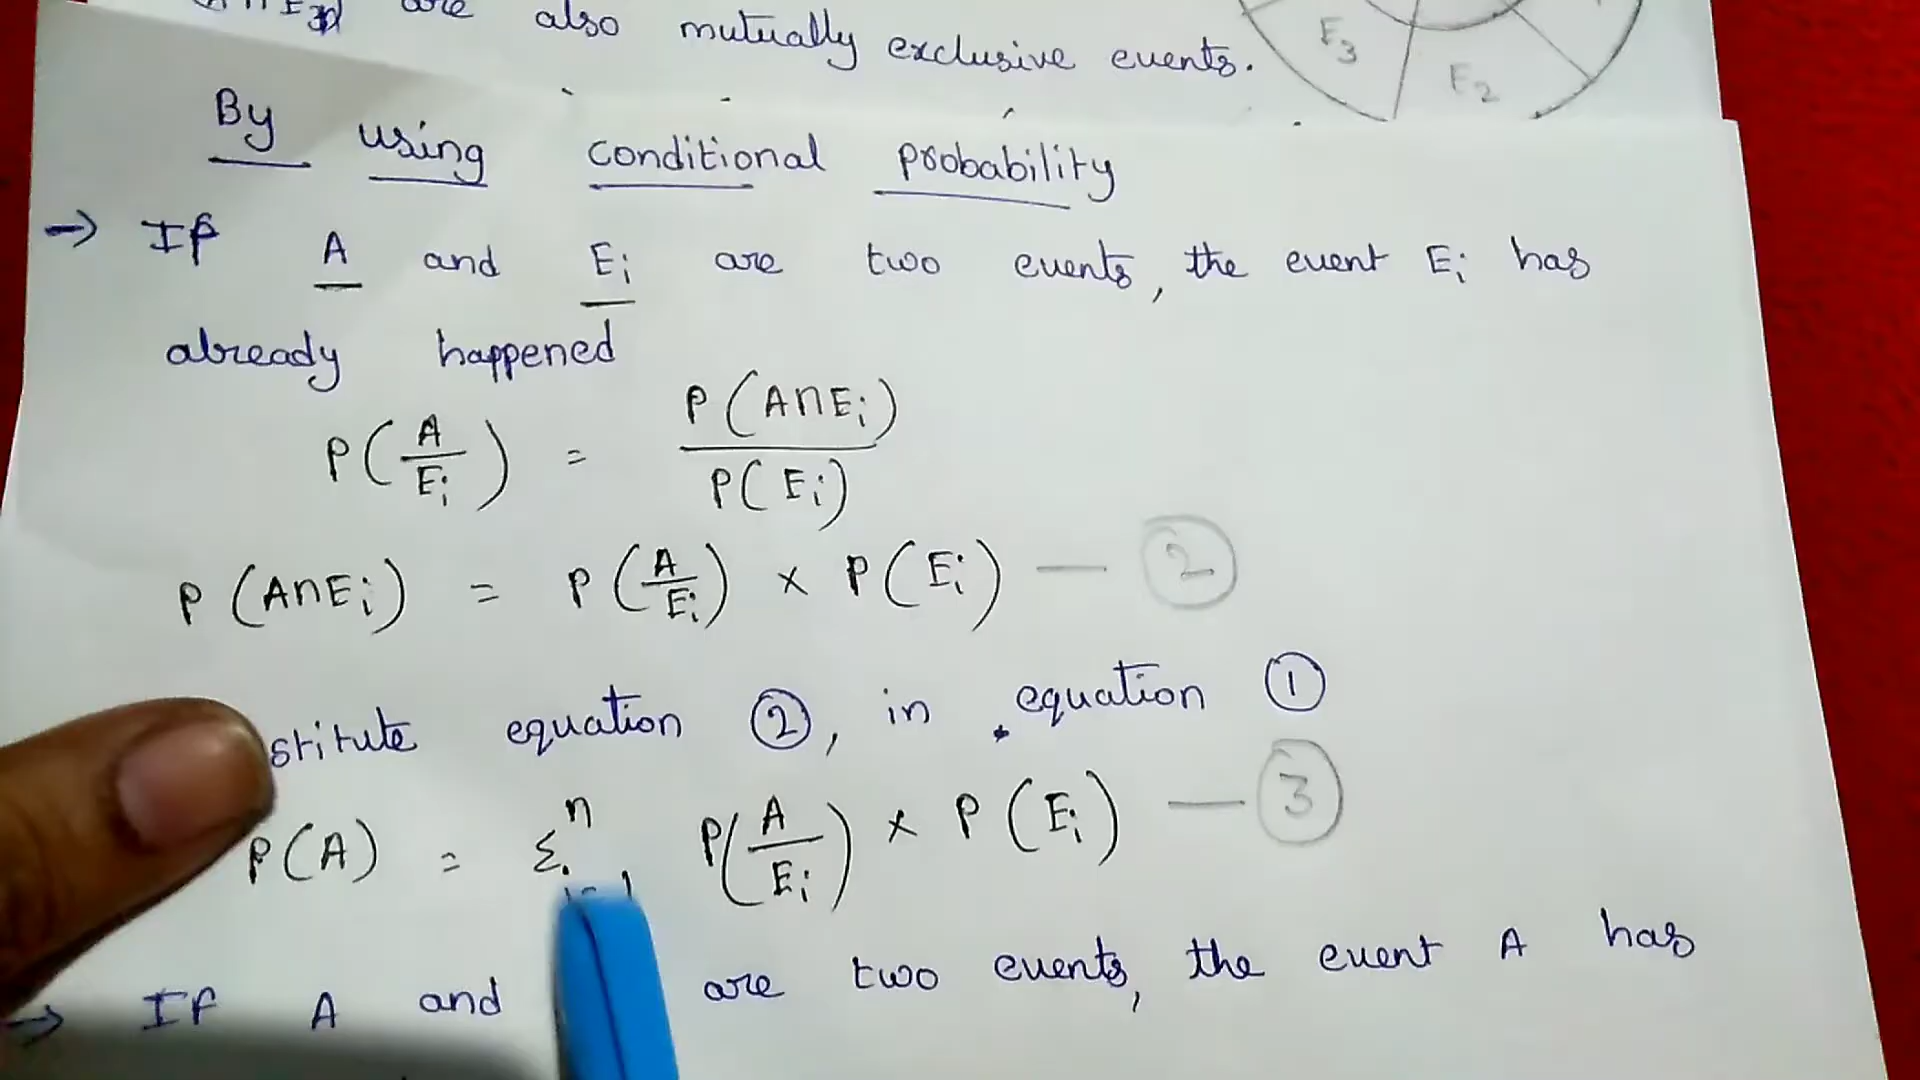 are also mutually exclusive events.
E3
E2
By using conditional probability
→ If A and Ei are two events, the event Ei has
already happened
P(A/Ei) = P(A∩Ei)/P(Ei)
P(A∩Ei) = P(A/Ei) × P(Ei) — ②
stitute equation ②, in equation ①
P(A) = Σ n i=1 P(A/Ei) × P(Ei) — ③
→ If A and are two events, the event A has